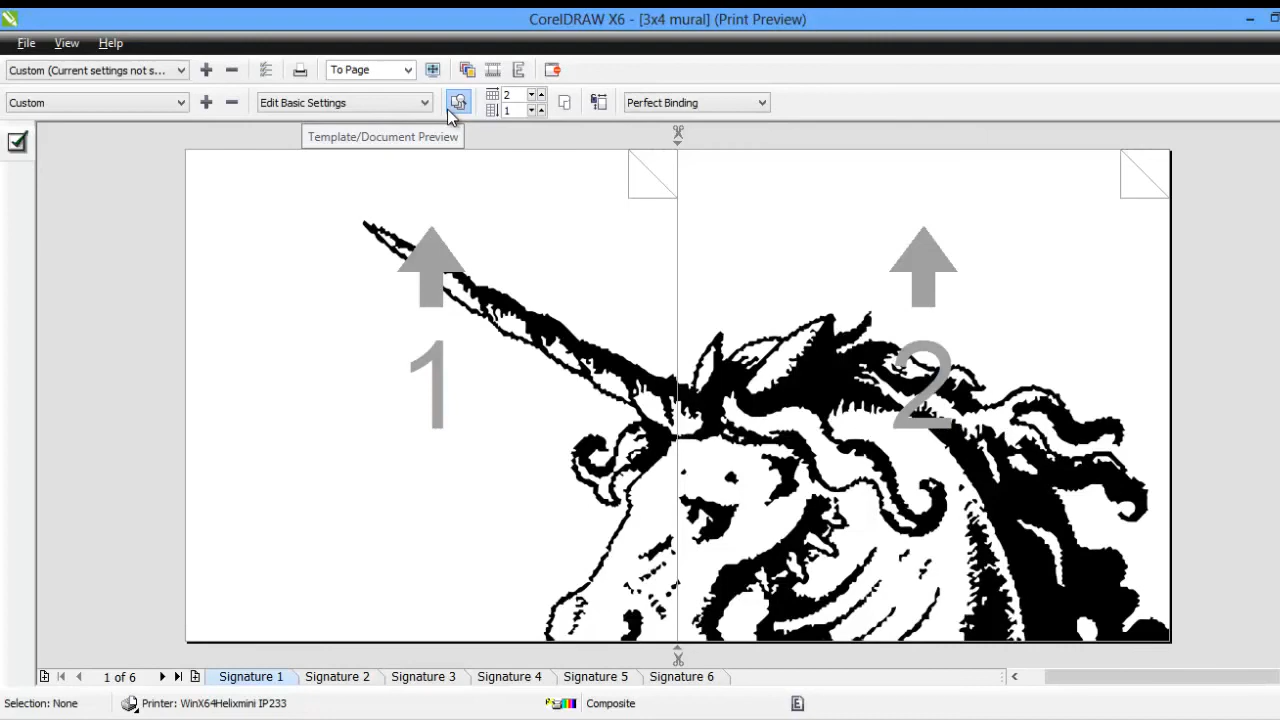 CorelDRAW X6 - [3x4 mural] (Print Preview)
File View Help
Custom (Current settings not s... To Page
Custom Edit Basic Settings 2 Perfect Binding
1
Template/Document Preview
1 2
1 of 6 Signature 1 Signature 2 Signature 3 Signature 4 Signature 5 Signature 6
Selection: None Printer: WinX64Helixmini IP233 Composite E